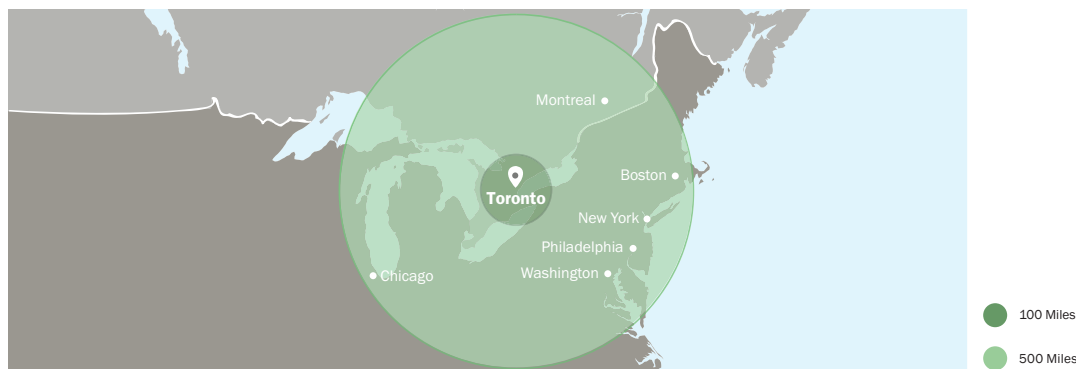 Montreal
Boston
Toronto
New York
Philadelphia
Washington
Chicago
100 Miles
500 Miles